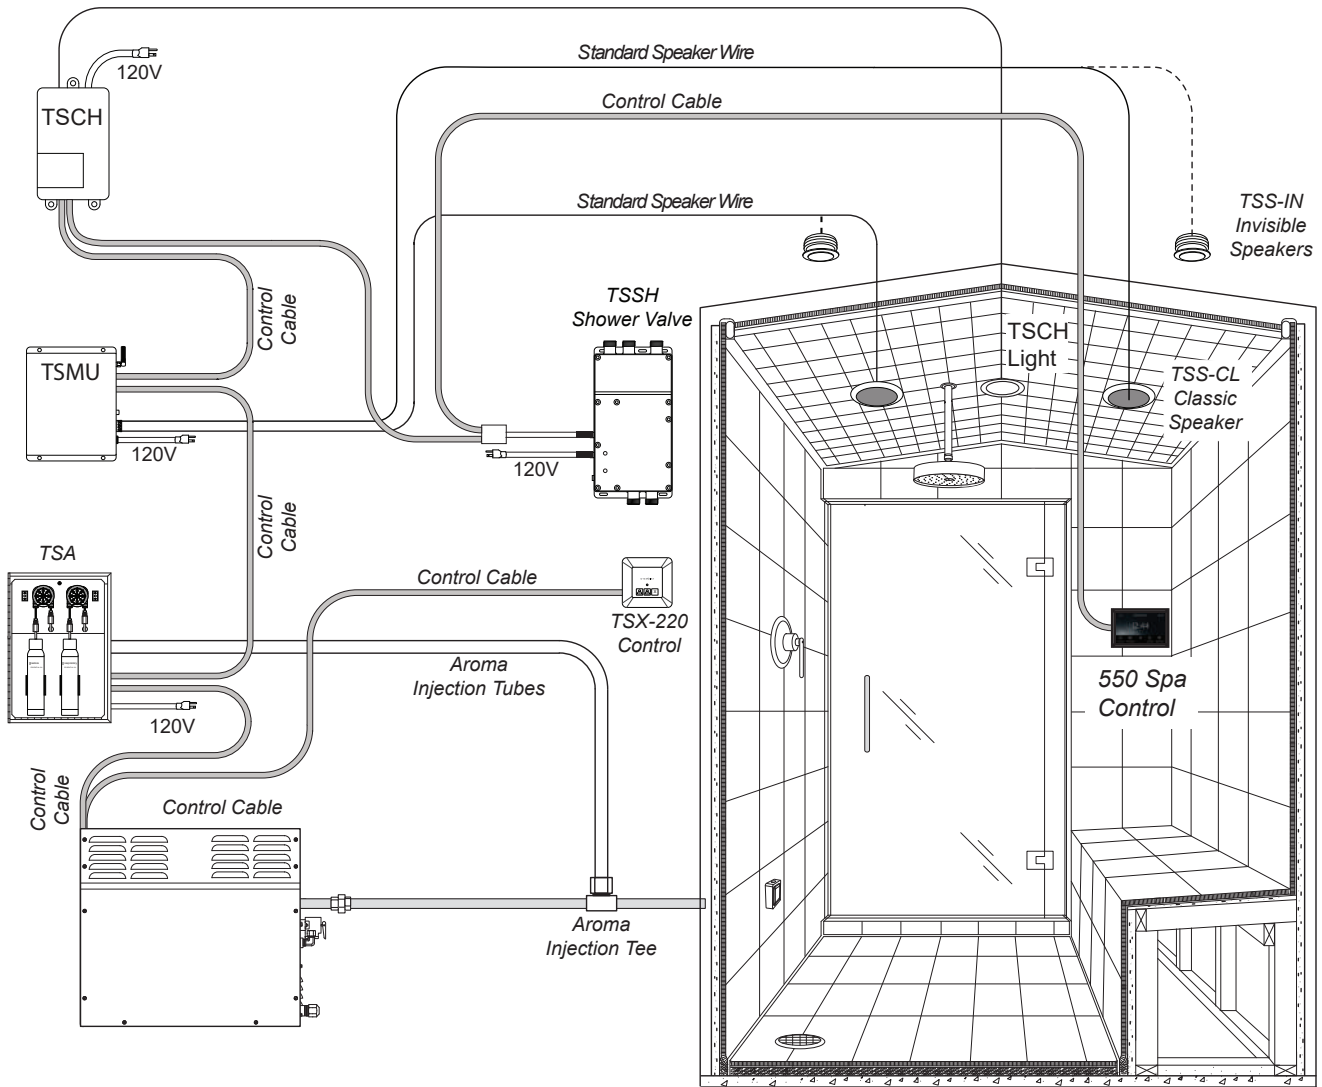 Standard Speaker Wire
120V
Control Cable
TSCH
Standard Speaker Wire
TSS-IN
Invisible
Speakers
Control
Cable
TSSH
Shower Valve
TSCH
Light
TSMU
TSS-CL
Classic
Speaker
120V
120V
Control
Cable
TSA
Control Cable
TSX-220
Control
12:44
Aroma
Injection Tubes
550 Spa
Control
120V
Control
Cable
Control Cable
Aroma
Injection Tee